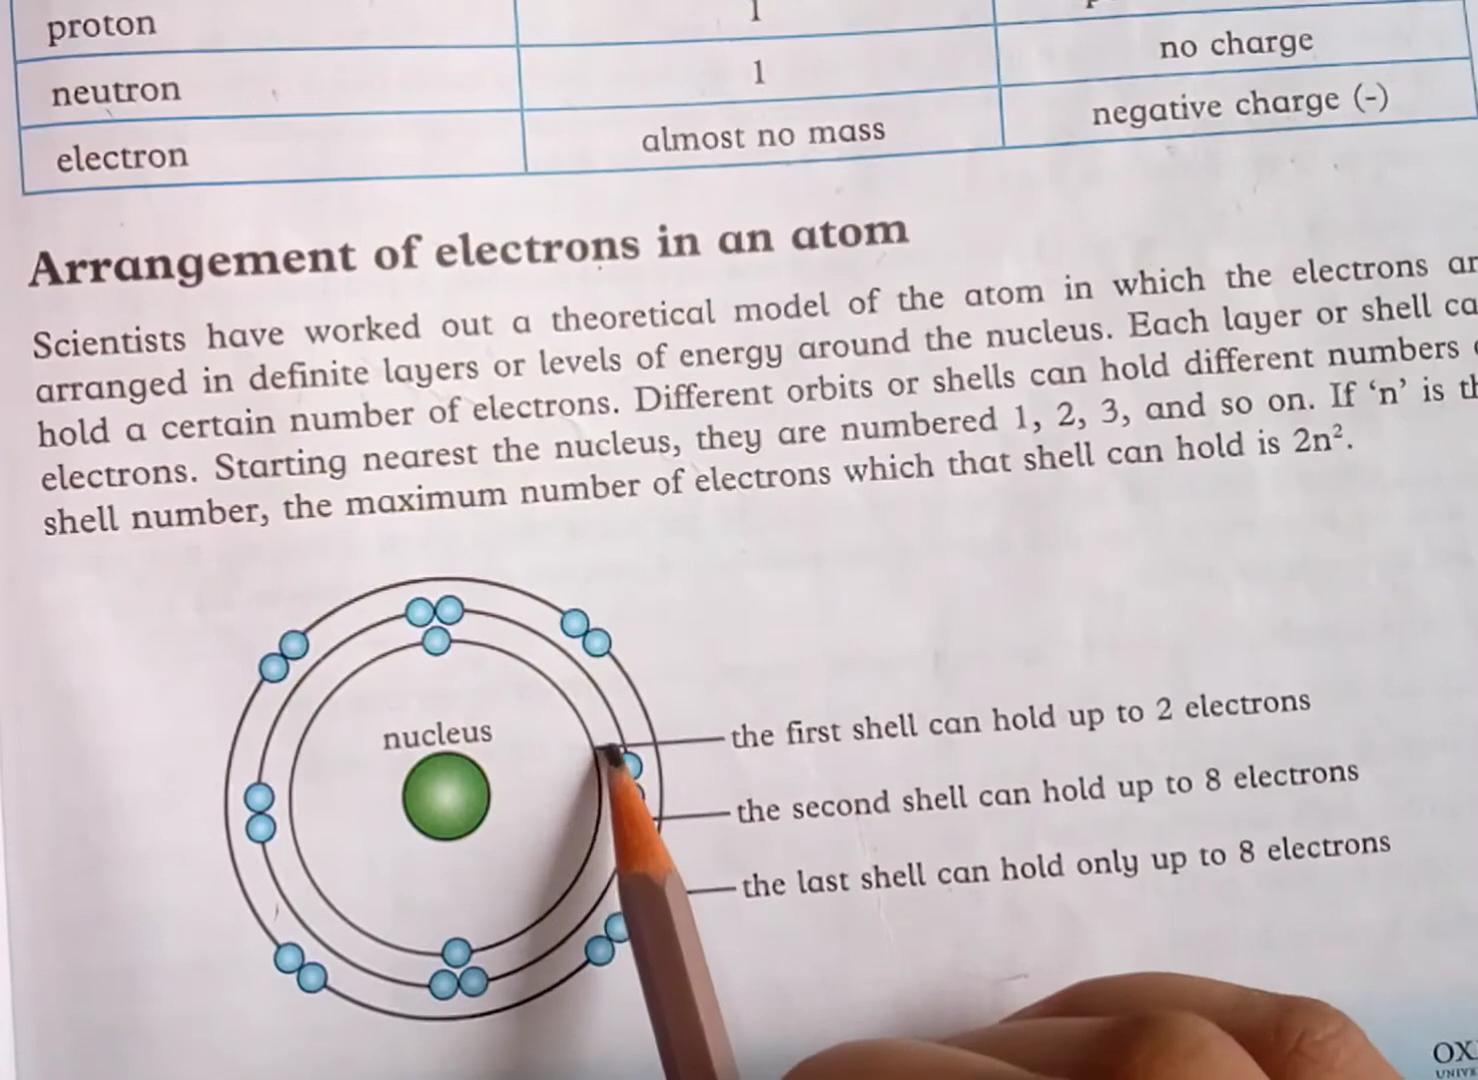 proton 1
neutron 1 no charge
electron almost no mass negative charge (-)
Arrangement of electrons in an atom
Scientists have worked out a theoretical model of the atom in which the electrons ar
arranged in definite layers or levels of energy around the nucleus. Each layer or shell ca
hold a certain number of electrons. Different orbits or shells can hold different numbers
electrons. Starting nearest the nucleus, they are numbered 1, 2, 3, and so on. If ‘n’ is th
shell number, the maximum number of electrons which that shell can hold is 2n².
nucleus
the first shell can hold up to 2 electrons
the second shell can hold up to 8 electrons
the last shell can hold only up to 8 electrons
OX
UNIVE